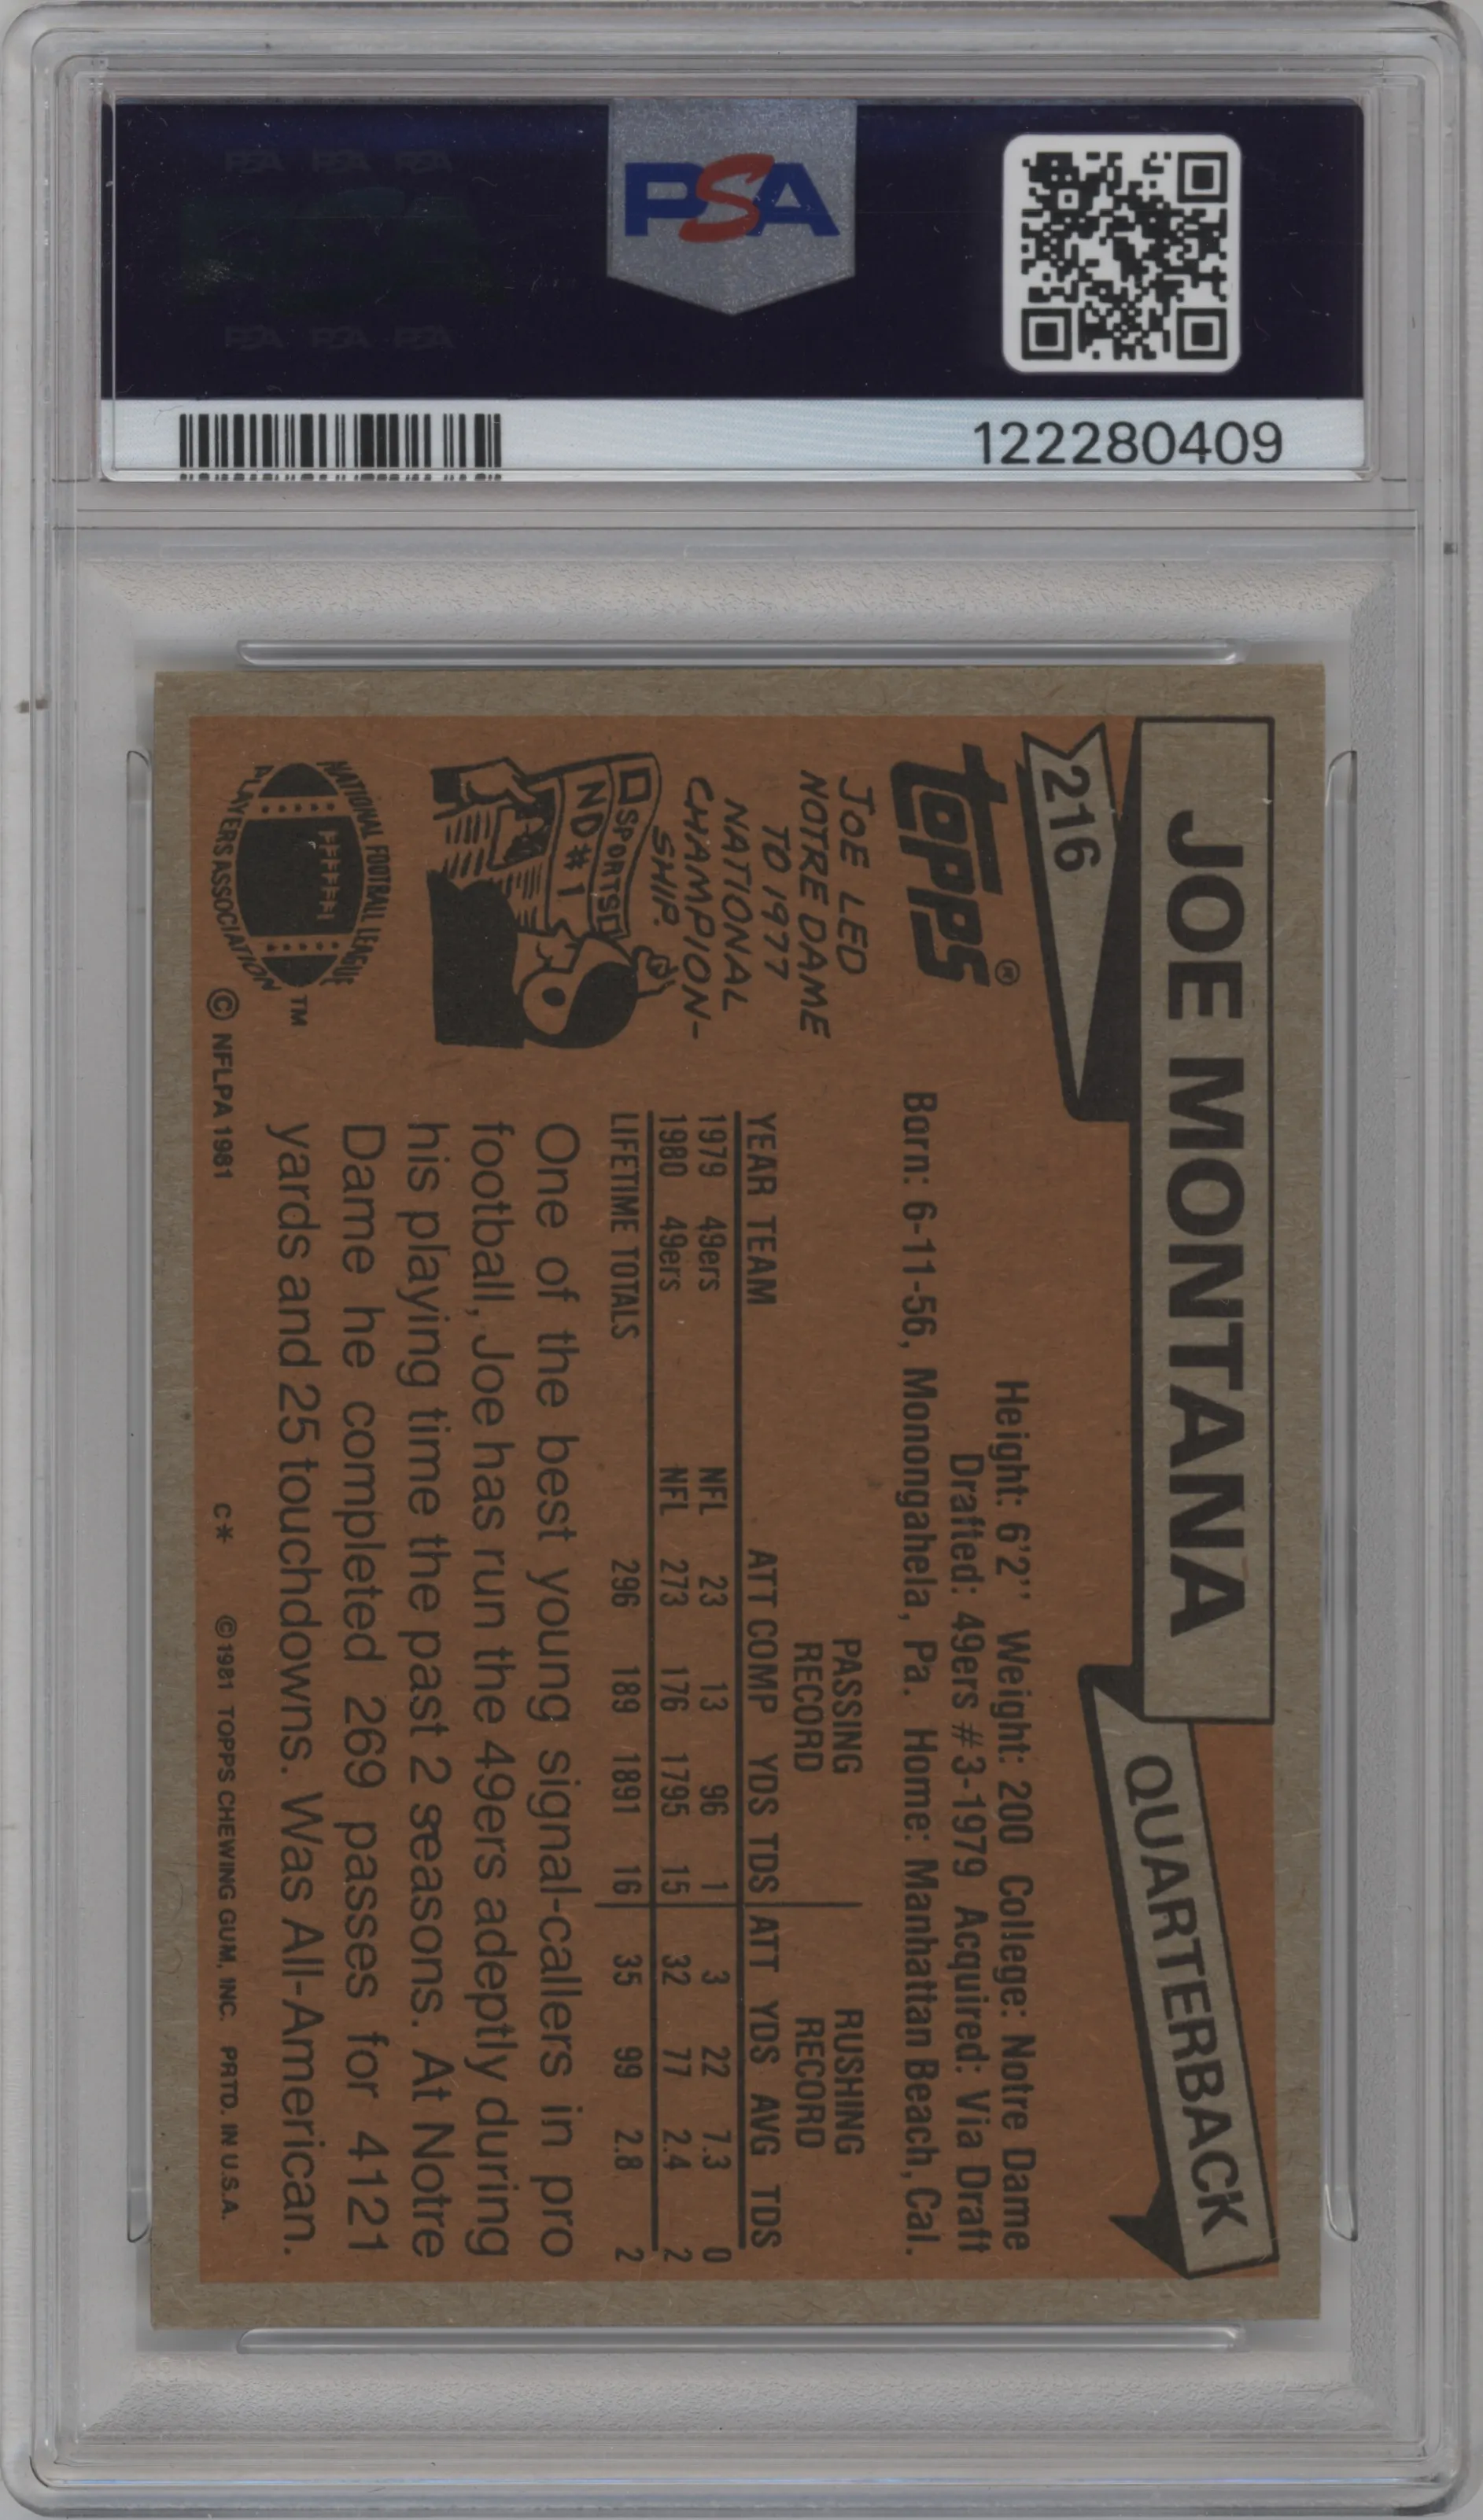 PSA PSA PSA
PSA
PSA PSA PSA
122280409
JOE MONTANA
QUARTERBACK
216
topps®
Height: 6'2'' Weight: 200 College: Notre Dame
Drafted: 49ers #3-1979 Acquired: Via Draft
Born: 6-11-56, Monongahela, Pa. Home: Manhattan Beach, Cal.
JOE LED
NOTRE DAME
TO 1977
NATIONAL
CHAMPION-
SHIP.
SPORTS
ND #1
PASSING RUSHING
RECORD RECORD
YEAR TEAM ATT COMP YDS TDS ATT YDS AVG TDS
1979 49ers NFL 23 13 96 1 3 22 7.3 0
1980 49ers NFL 273 176 1795 15 32 77 2.4 2
LIFETIME TOTALS 296 189 1891 16 35 99 2.8 2
One of the best young signal-callers in pro
football, Joe has run the 49ers adeptly during
his playing time the past 2 seasons. At Notre
Dame he completed 269 passes for 4121
yards and 25 touchdowns. Was All-American.
NATIONAL FOOTBALL LEAGUE
PLAYERS ASSOCIATION
TM
© NFLPA 1981
C* © 1981 TOPPS CHEWING GUM, INC. PRTD. IN U.S.A.